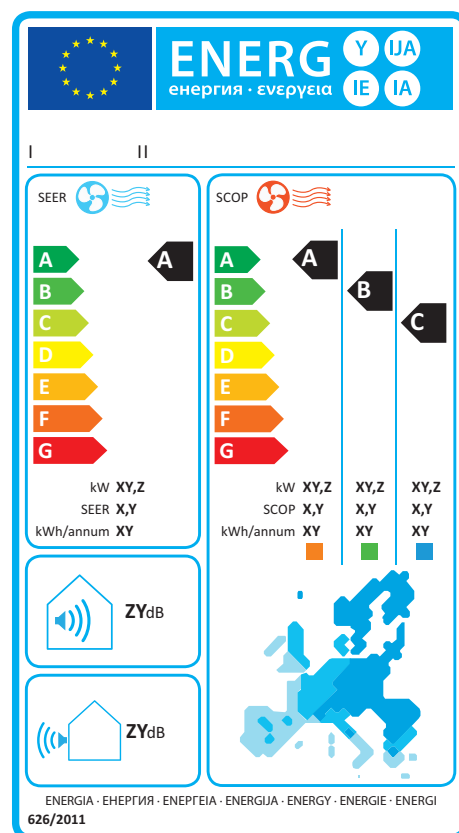 ENERG Y IJA
енергия · ενεργεια IE IA
I II
SEER
A A
B
C
D
E
F
G
kW XY,Z
SEER X,Y
kWh/annum XY
SCOP
A A
B B
C C
D
E
F
G
kW XY,Z XY,Z XY,Z
SCOP X,Y X,Y X,Y
kWh/annum XY XY XY
ZYdB
ZYdB
ENERGIA · ЕНЕРГИЯ · ΕΝΕΡΓΕΙΑ · ENERGIJA · ENERGY · ENERGIE · ENERGI
626/2011